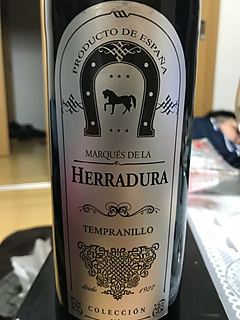 PRODUCTO DE ESPAÑA
MARQUÉS DE LA
HERRADURA
TEMPRANILLO
desde 1927
COLECCIÓN